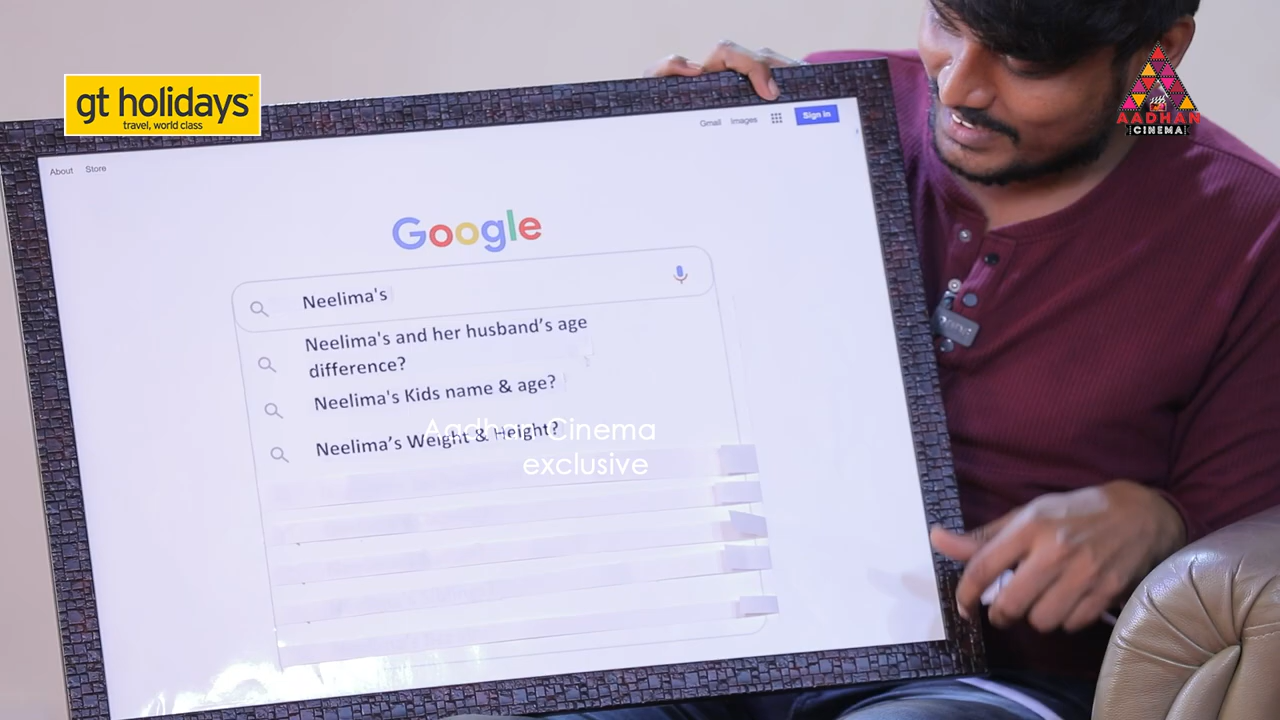 gt holidays™
travel, world class
AADHAN
CINEMA
About Store
Gmail Images Sign in
Google
Neelima's
Neelima's and her husband's age
difference?
Neelima's Kids name & age?
Neelima's Weight & Height?
Aadhan Cinema
exclusive